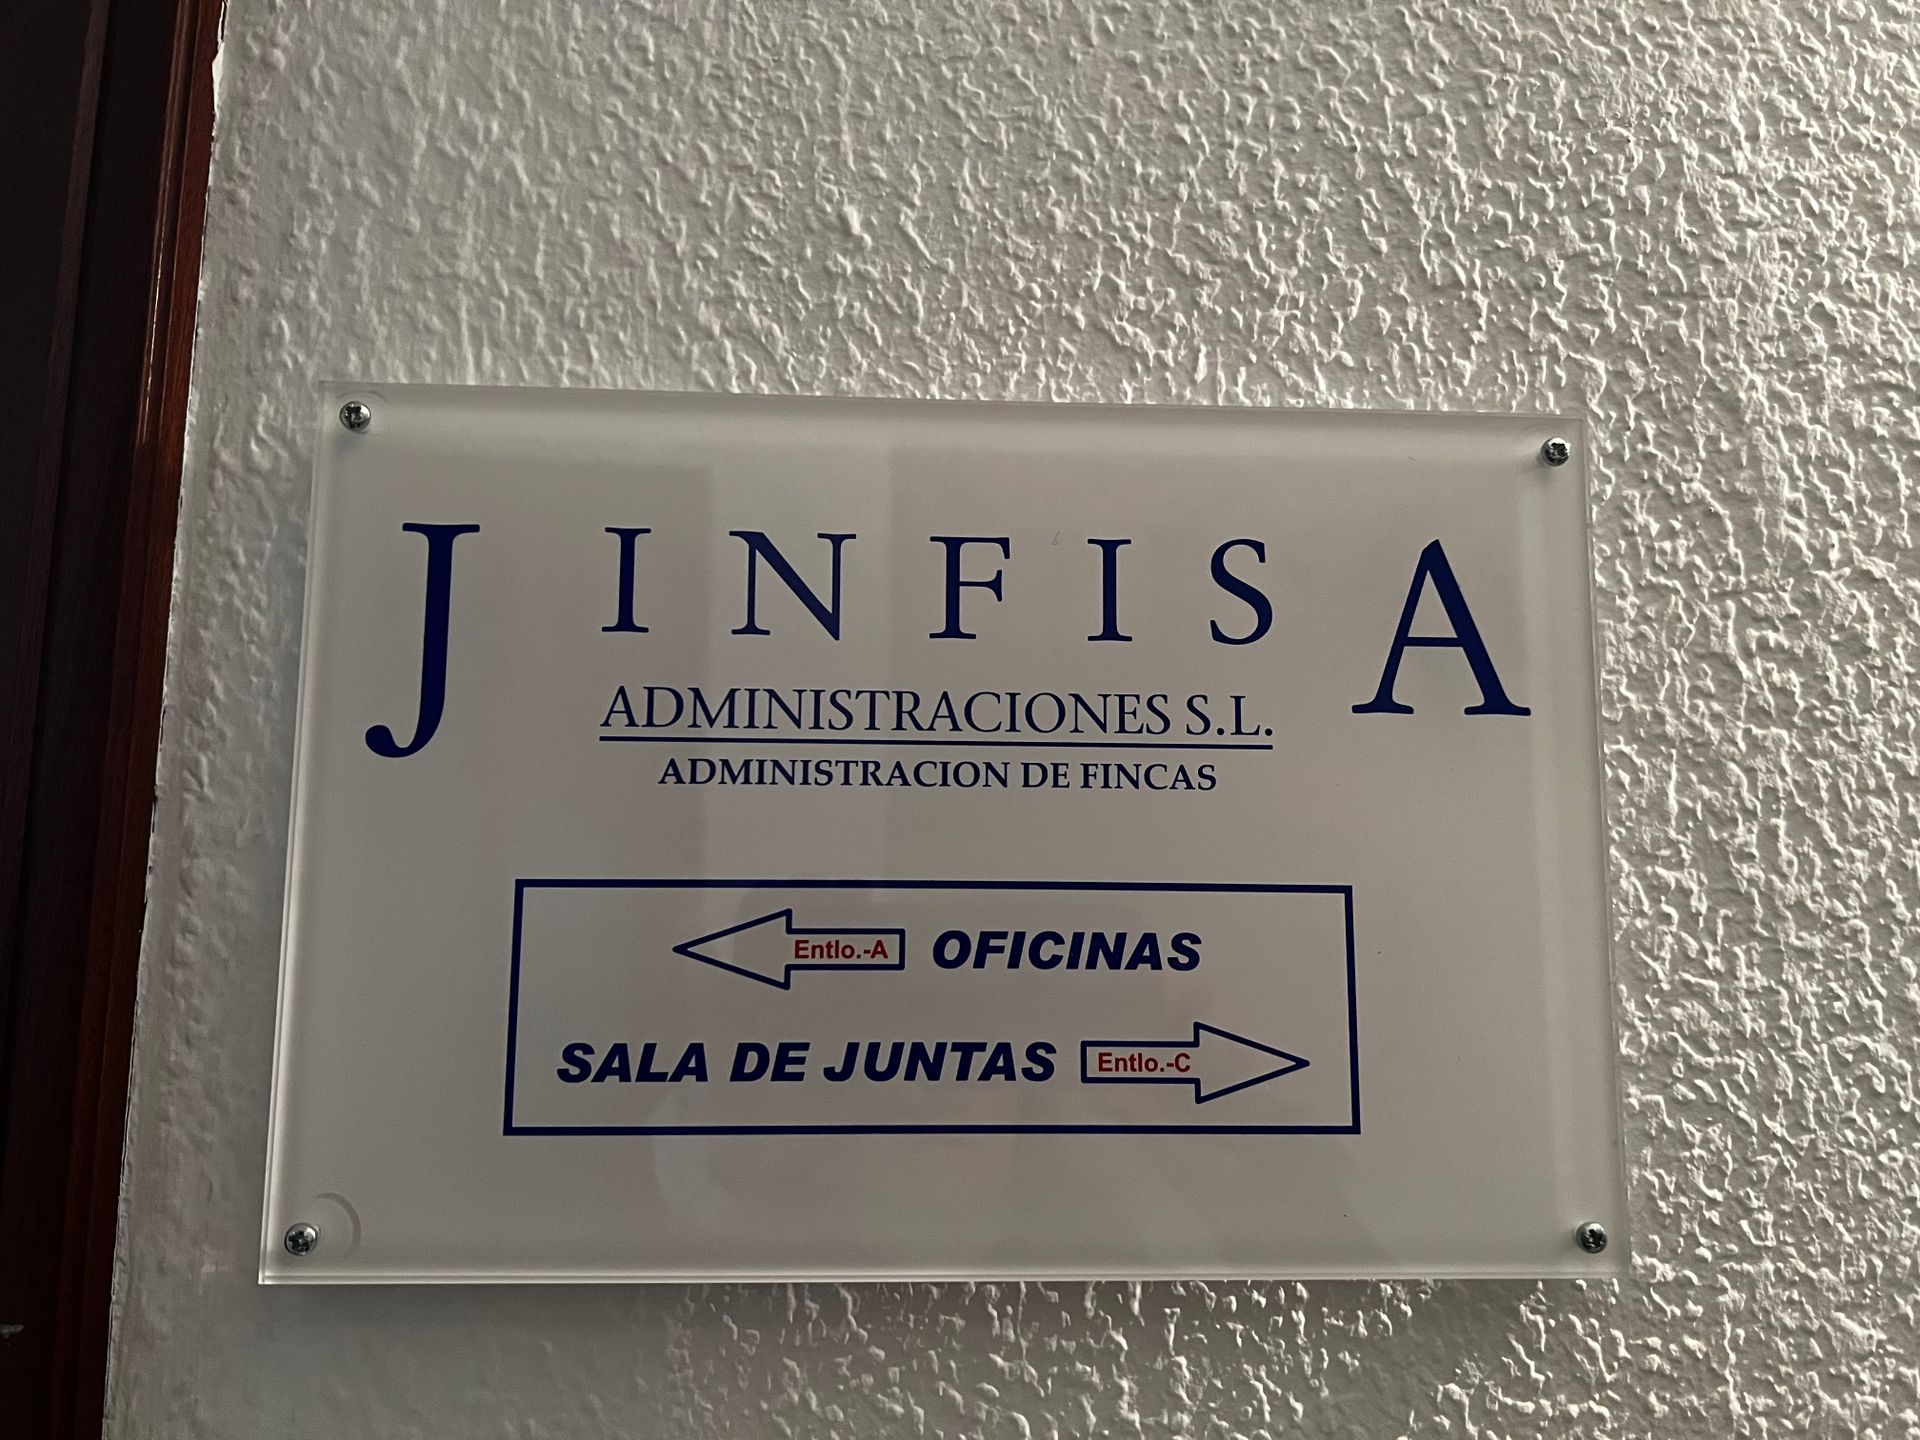 JINFISA
ADMINISTRACIONES S.L.
ADMINISTRACION DE FINCAS
Entlo.-A OFICINAS
SALA DE JUNTAS Entlo.-C